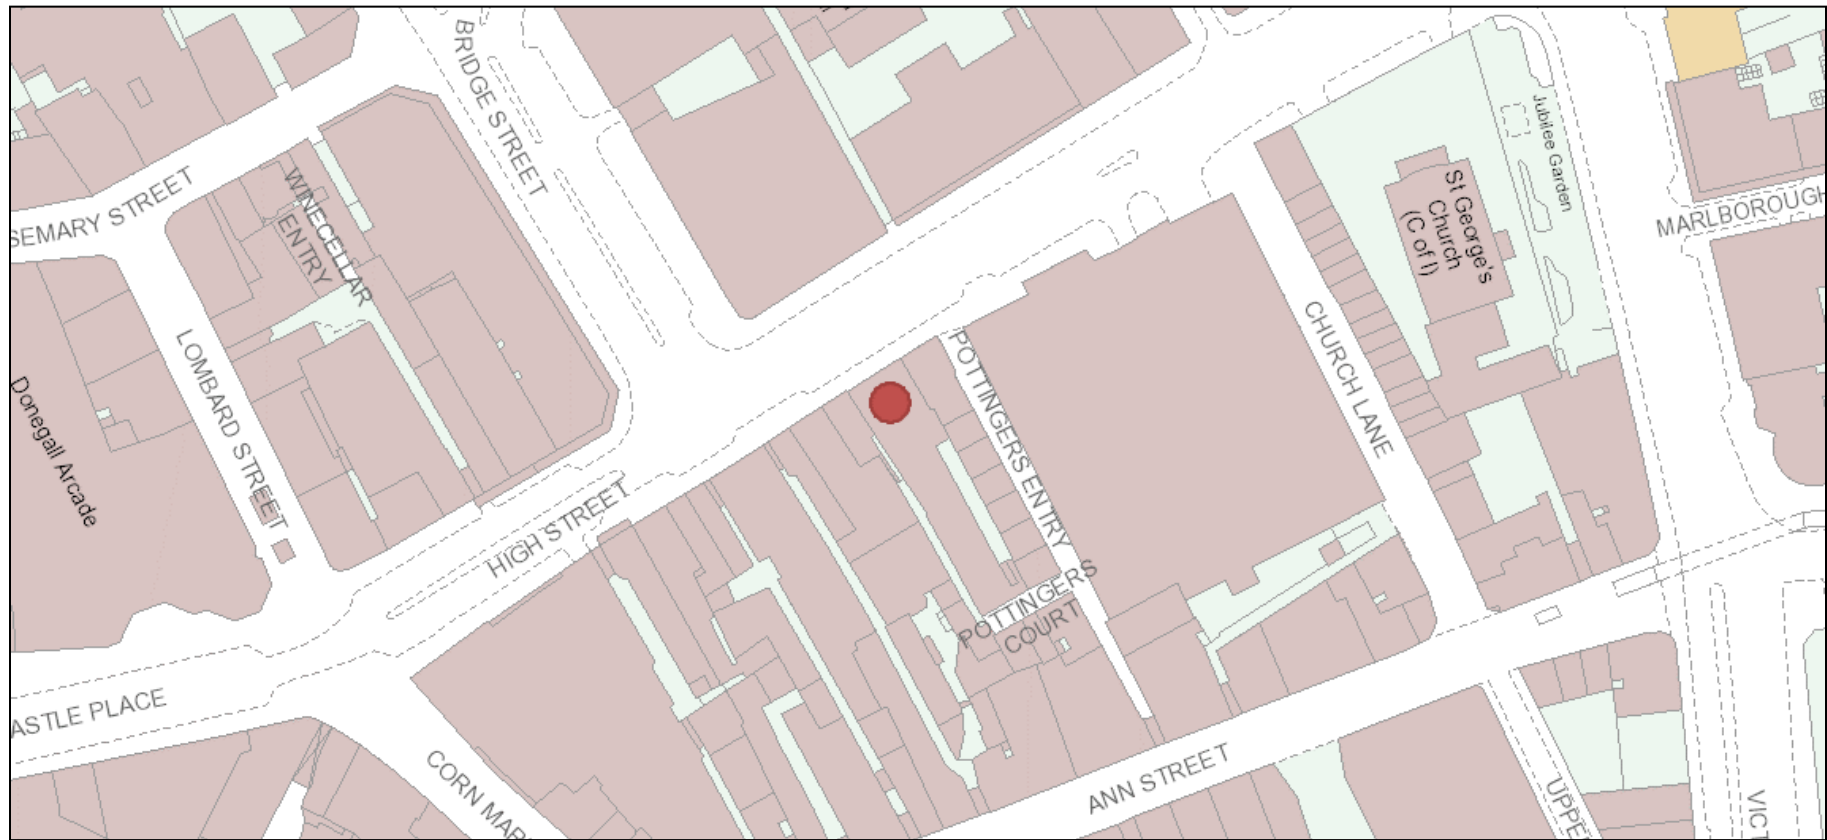 BRIDGE STREET
SEMARY STREET
WINECELLAR
ENTRY
LOMBARD STREET
Donegall Arcade
HIGH STREET
ASTLE PLACE
CORN MAR
POTTINGERS ENTRY
POTTINGERS
COURT
CHURCH LANE
St George's
Church
(C of I)
Jubilee Garden
MARLBOROUGH
ANN STREET
UPPE
VICT